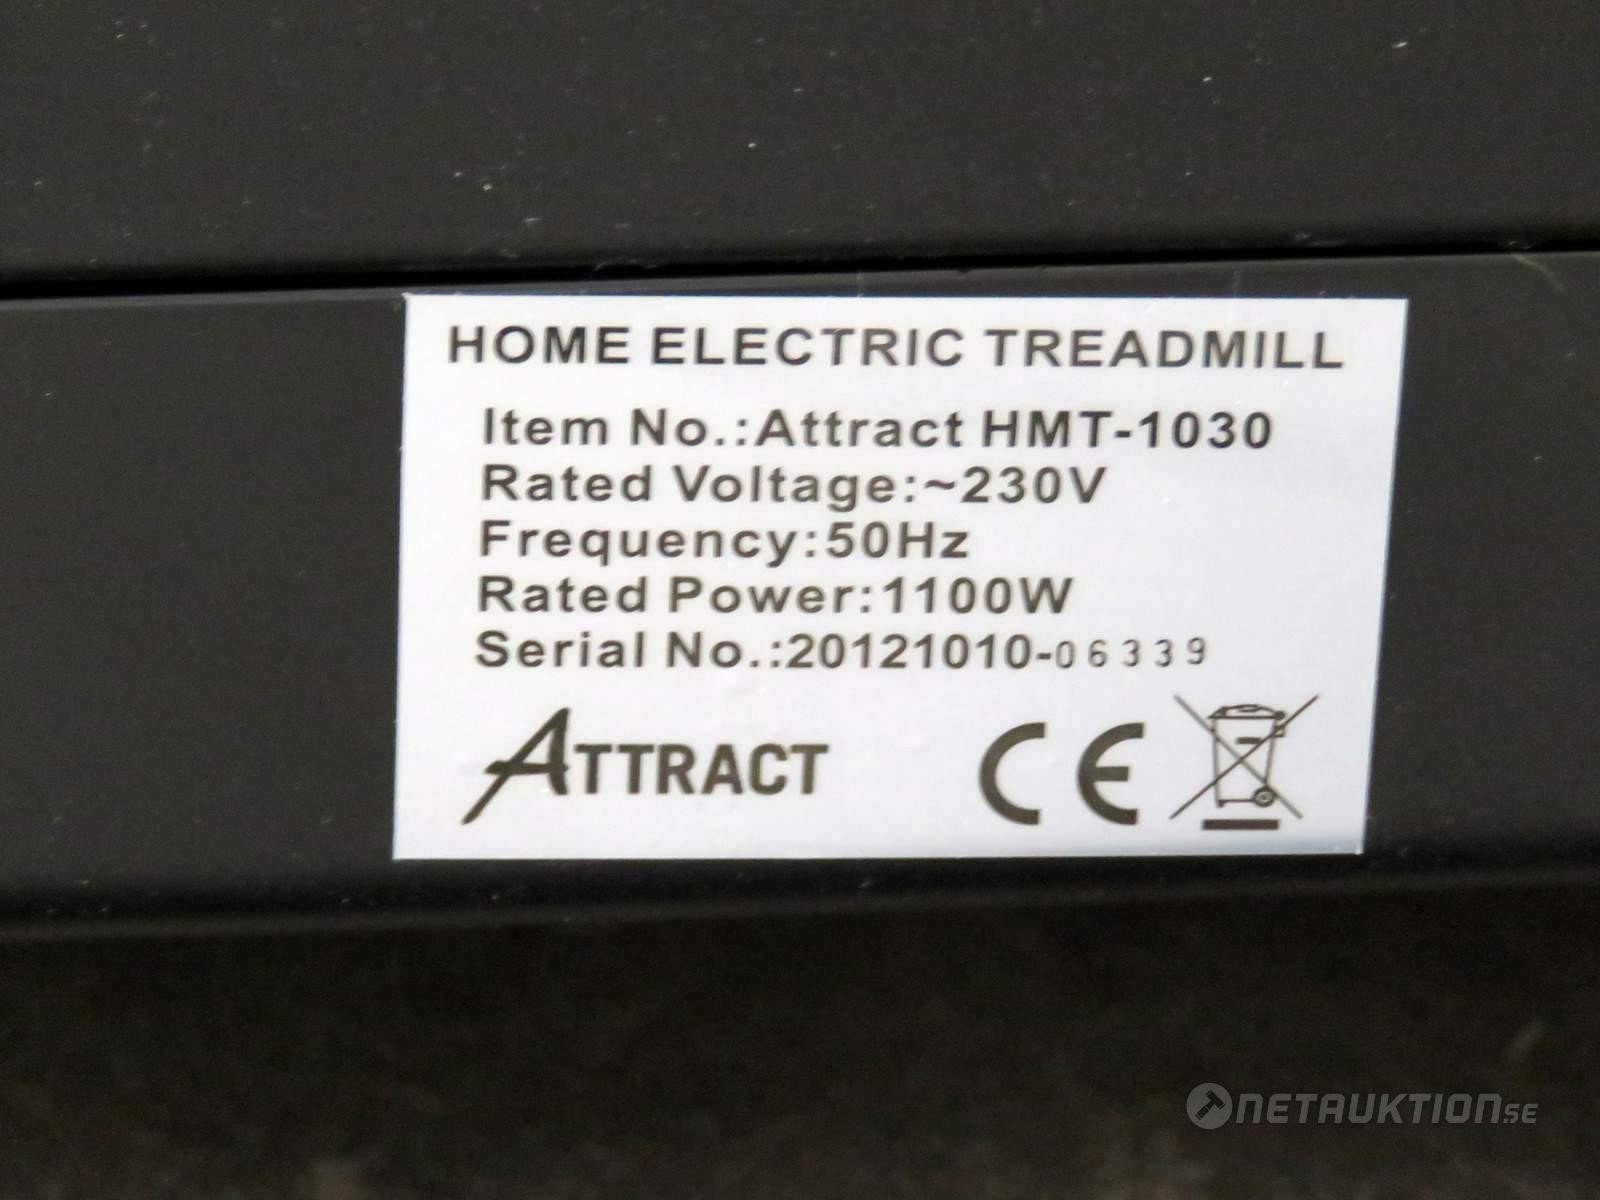 HOME ELECTRIC TREADMILL
Item No.:Attract HMT-1030
Rated Voltage:~230V
Frequency:50Hz
Rated Power:1100W
Serial No.:20121010-06339
ATTRACT CE
NETAUKTION.SE